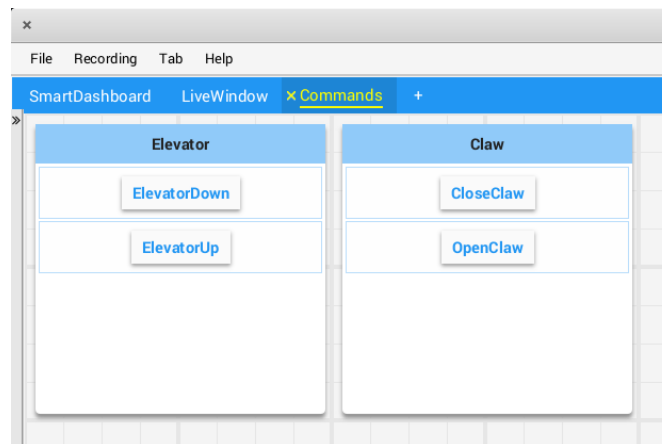 ×
File Recording Tab Help
SmartDashboard LiveWindow × Commands +
»
Elevator Claw
ElevatorDown CloseClaw
ElevatorUp OpenClaw